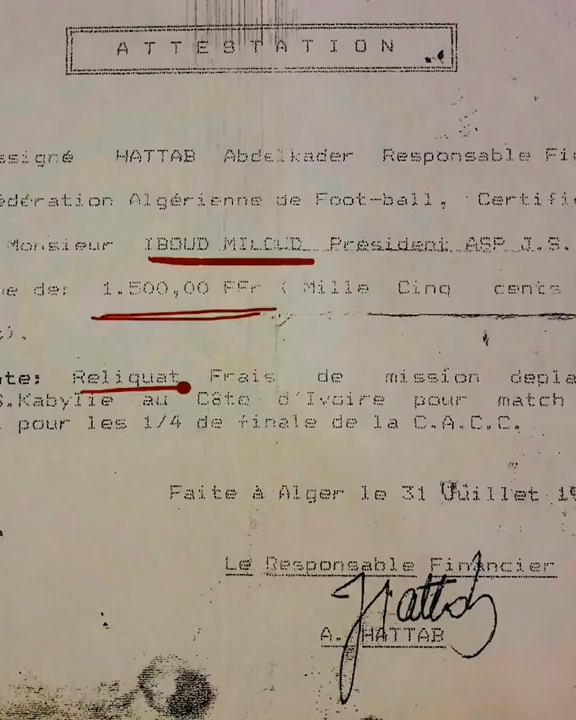 ATTESTATION
ssigné HATTAB Abdelkader Responsable Fi
édération Algérienne de Foot-ball, Certifi
Monsieur IBOUD MILOUD Président ASP J.S.
e de: 1.500,00 FFr ( Mille Cinq cents
).
te: Reliquat Frais de mission depla
S.Kabylie au Côte d'Ivoire pour match
pour les 1/4 de finale de la C.A.C.C.
Faite à Alger le 31 Juillet 19
Le Responsable Financier
A. HATTAB